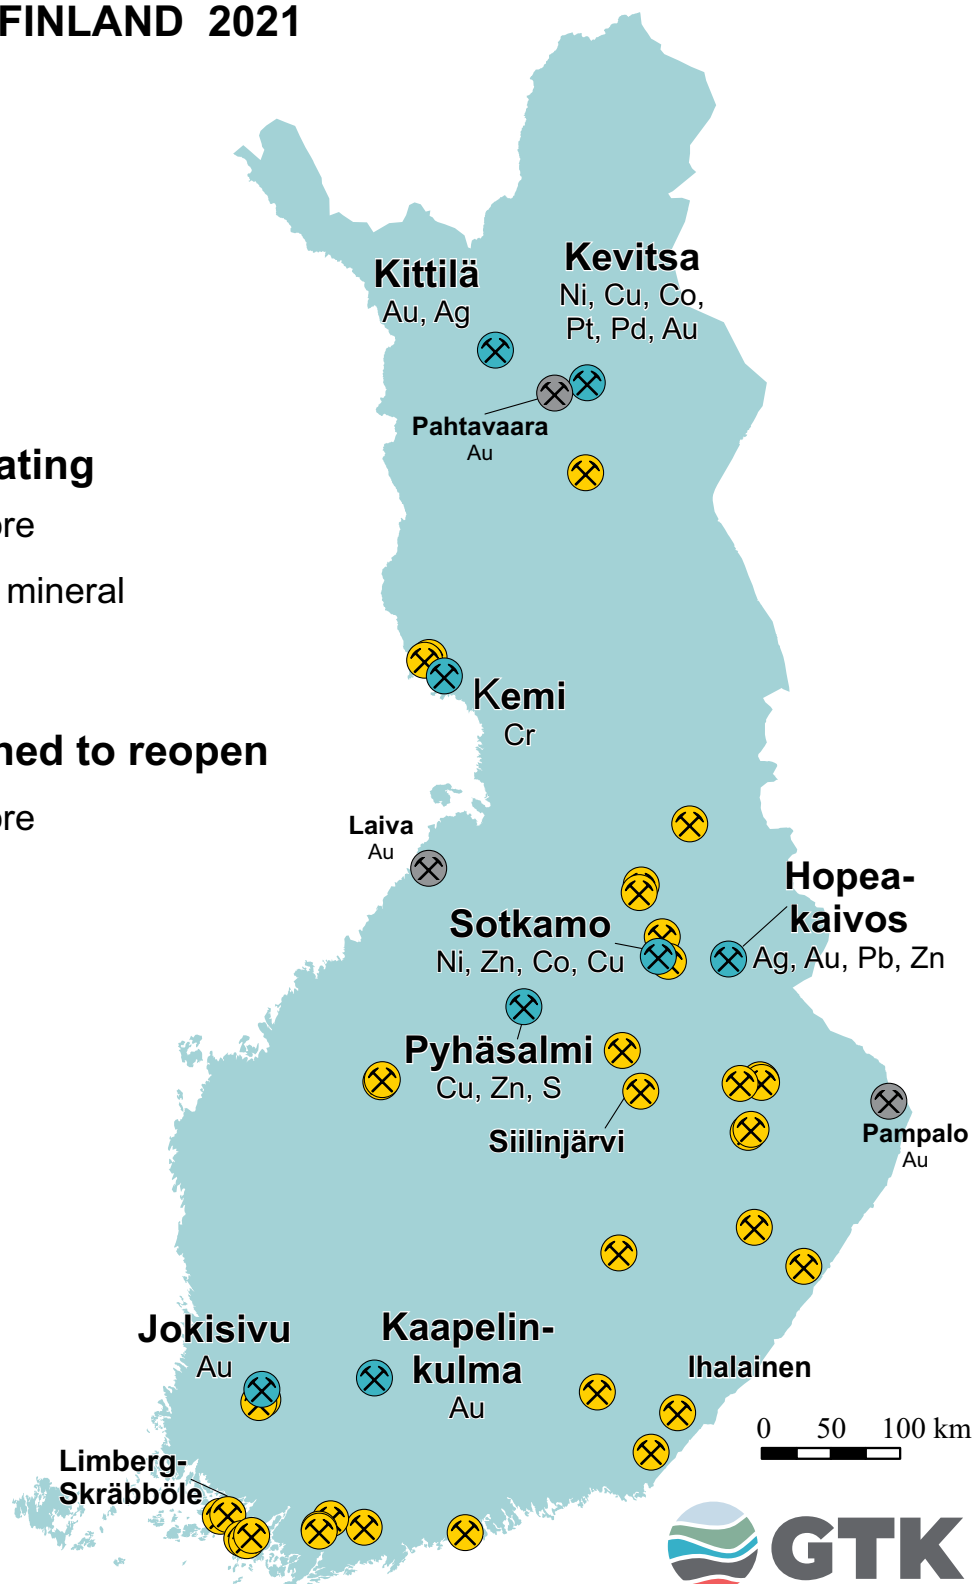 FINLAND 2021
Kittilä
Au, Ag
Kevitsa
Ni, Cu, Co,
Pt, Pd, Au
Pahtavaara
Au
ating
ore
mineral
Kemi
Cr
ned to reopen
ore
Laiva
Au
Hopea-
kaivos
Ag, Au, Pb, Zn
Sotkamo
Ni, Zn, Co, Cu
Pyhäsalmi
Cu, Zn, S
Siilinjärvi
Pampalo
Au
Jokisivu
Au
Kaapelin-
kulma
Au
Ihalainen
0 50 100 km
Limberg-
Skräbböle
GTK